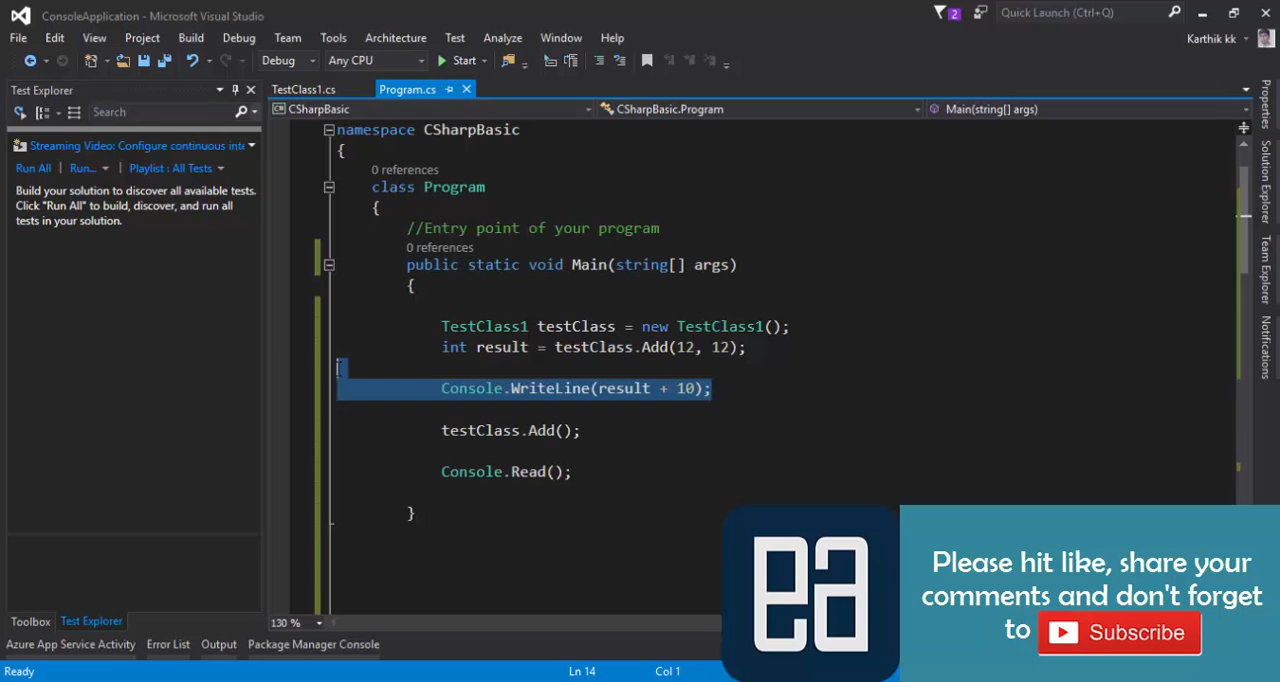 ConsoleApplication - Microsoft Visual Studio
2
Quick Launch (Ctrl+Q)
File Edit View Project Build Debug Team Tools Architecture Test Analyze Window Help
Karthik kk
Debug Any CPU Start
Test Explorer
TestClass1.cs Program.cs
Search
CSharpBasic CSharpBasic.Program Main(string[] args)
Streaming Video: Configure continuous inte
Run All | Run... | Playlist : All Tests
Build your solution to discover all available tests.
Click "Run All" to build, discover, and run all
tests in your solution.
namespace CSharpBasic
{
0 references
class Program
{
//Entry point of your program
0 references
public static void Main(string[] args)
{
TestClass1 testClass = new TestClass1();
int result = testClass.Add(12, 12);
Console.WriteLine(result + 10);
testClass.Add();
Console.Read();
}
Properties
Solution Explorer
Team Explorer
Notifications
ea
Please hit like, share your
comments and don't forget
to Subscribe
130 %
Toolbox Test Explorer
Azure App Service Activity Error List Output Package Manager Console
Ready Ln 14 Col 1